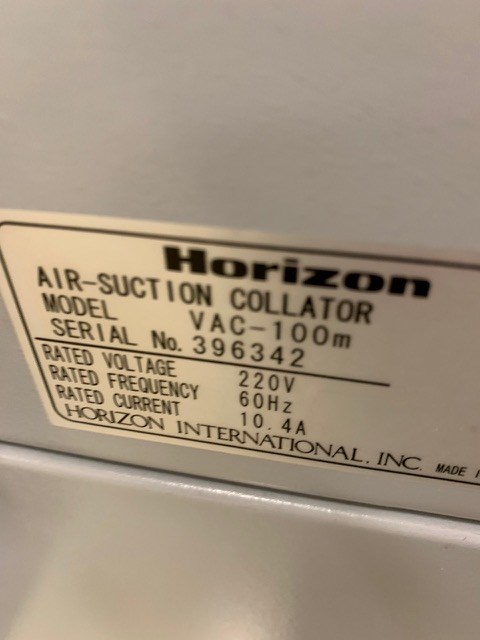 Horizon
AIR-SUCTION COLLATOR
MODEL VAC-100m
SERIAL No. 396342
RATED VOLTAGE 220V
RATED FREQUENCY 60Hz
RATED CURRENT 10.4A
HORIZON INTERNATIONAL, INC. MADE